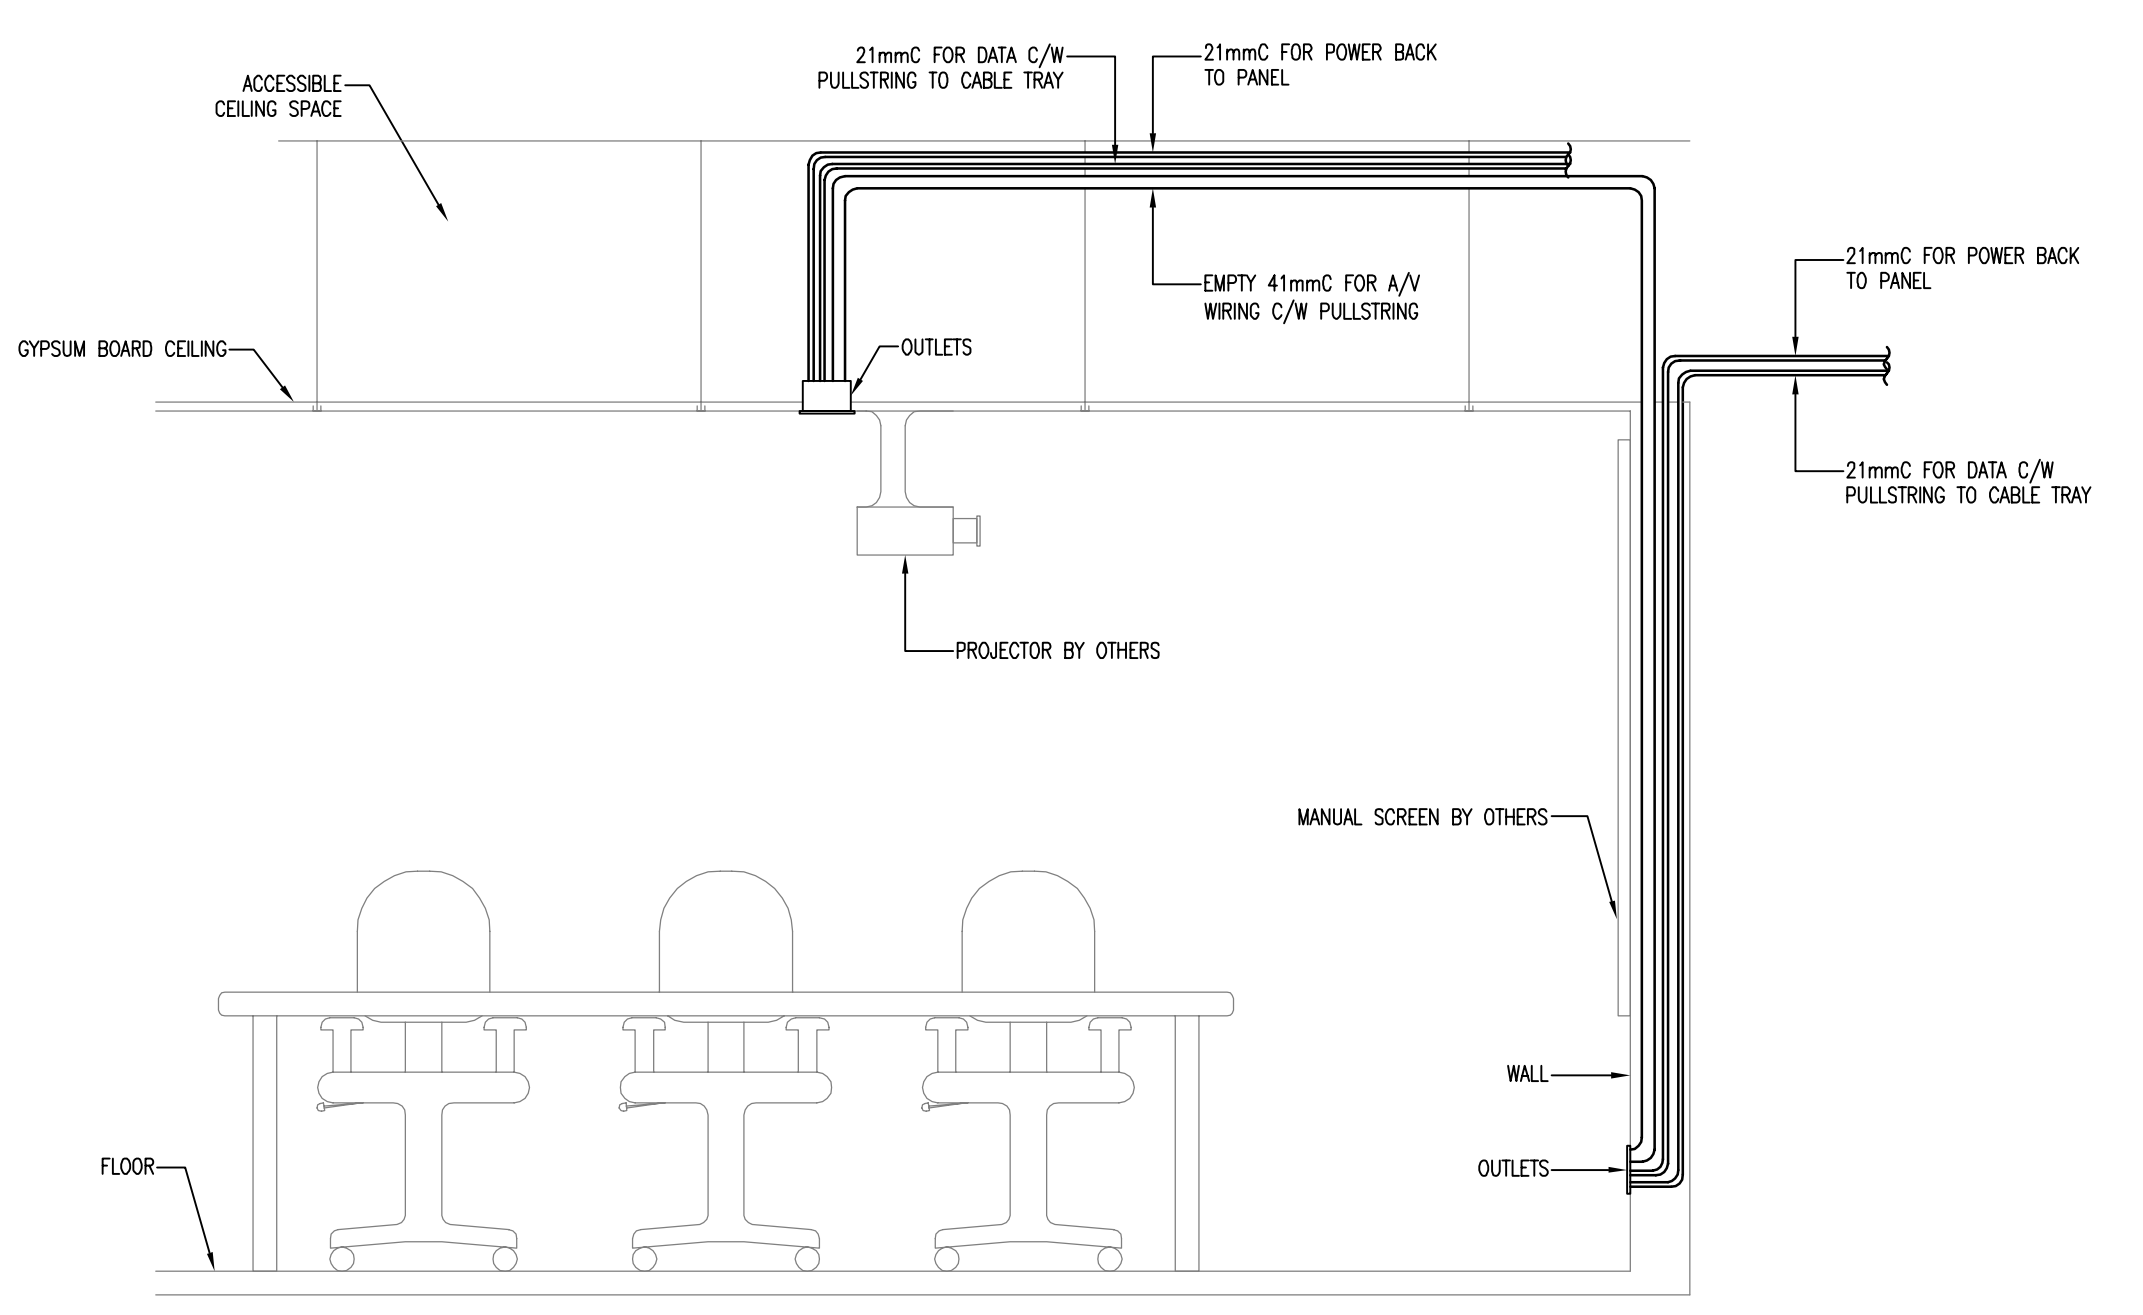 21mmC FOR DATA C/W
PULLSTRING TO CABLE TRAY
21mmC FOR POWER BACK
TO PANEL
ACCESSIBLE
CEILING SPACE
21mmC FOR POWER BACK
TO PANEL
EMPTY 41mmC FOR A/V
WIRING C/W PULLSTRING
GYPSUM BOARD CEILING
OUTLETS
21mmC FOR DATA C/W
PULLSTRING TO CABLE TRAY
PROJECTOR BY OTHERS
MANUAL SCREEN BY OTHERS
WALL
FLOOR
OUTLETS